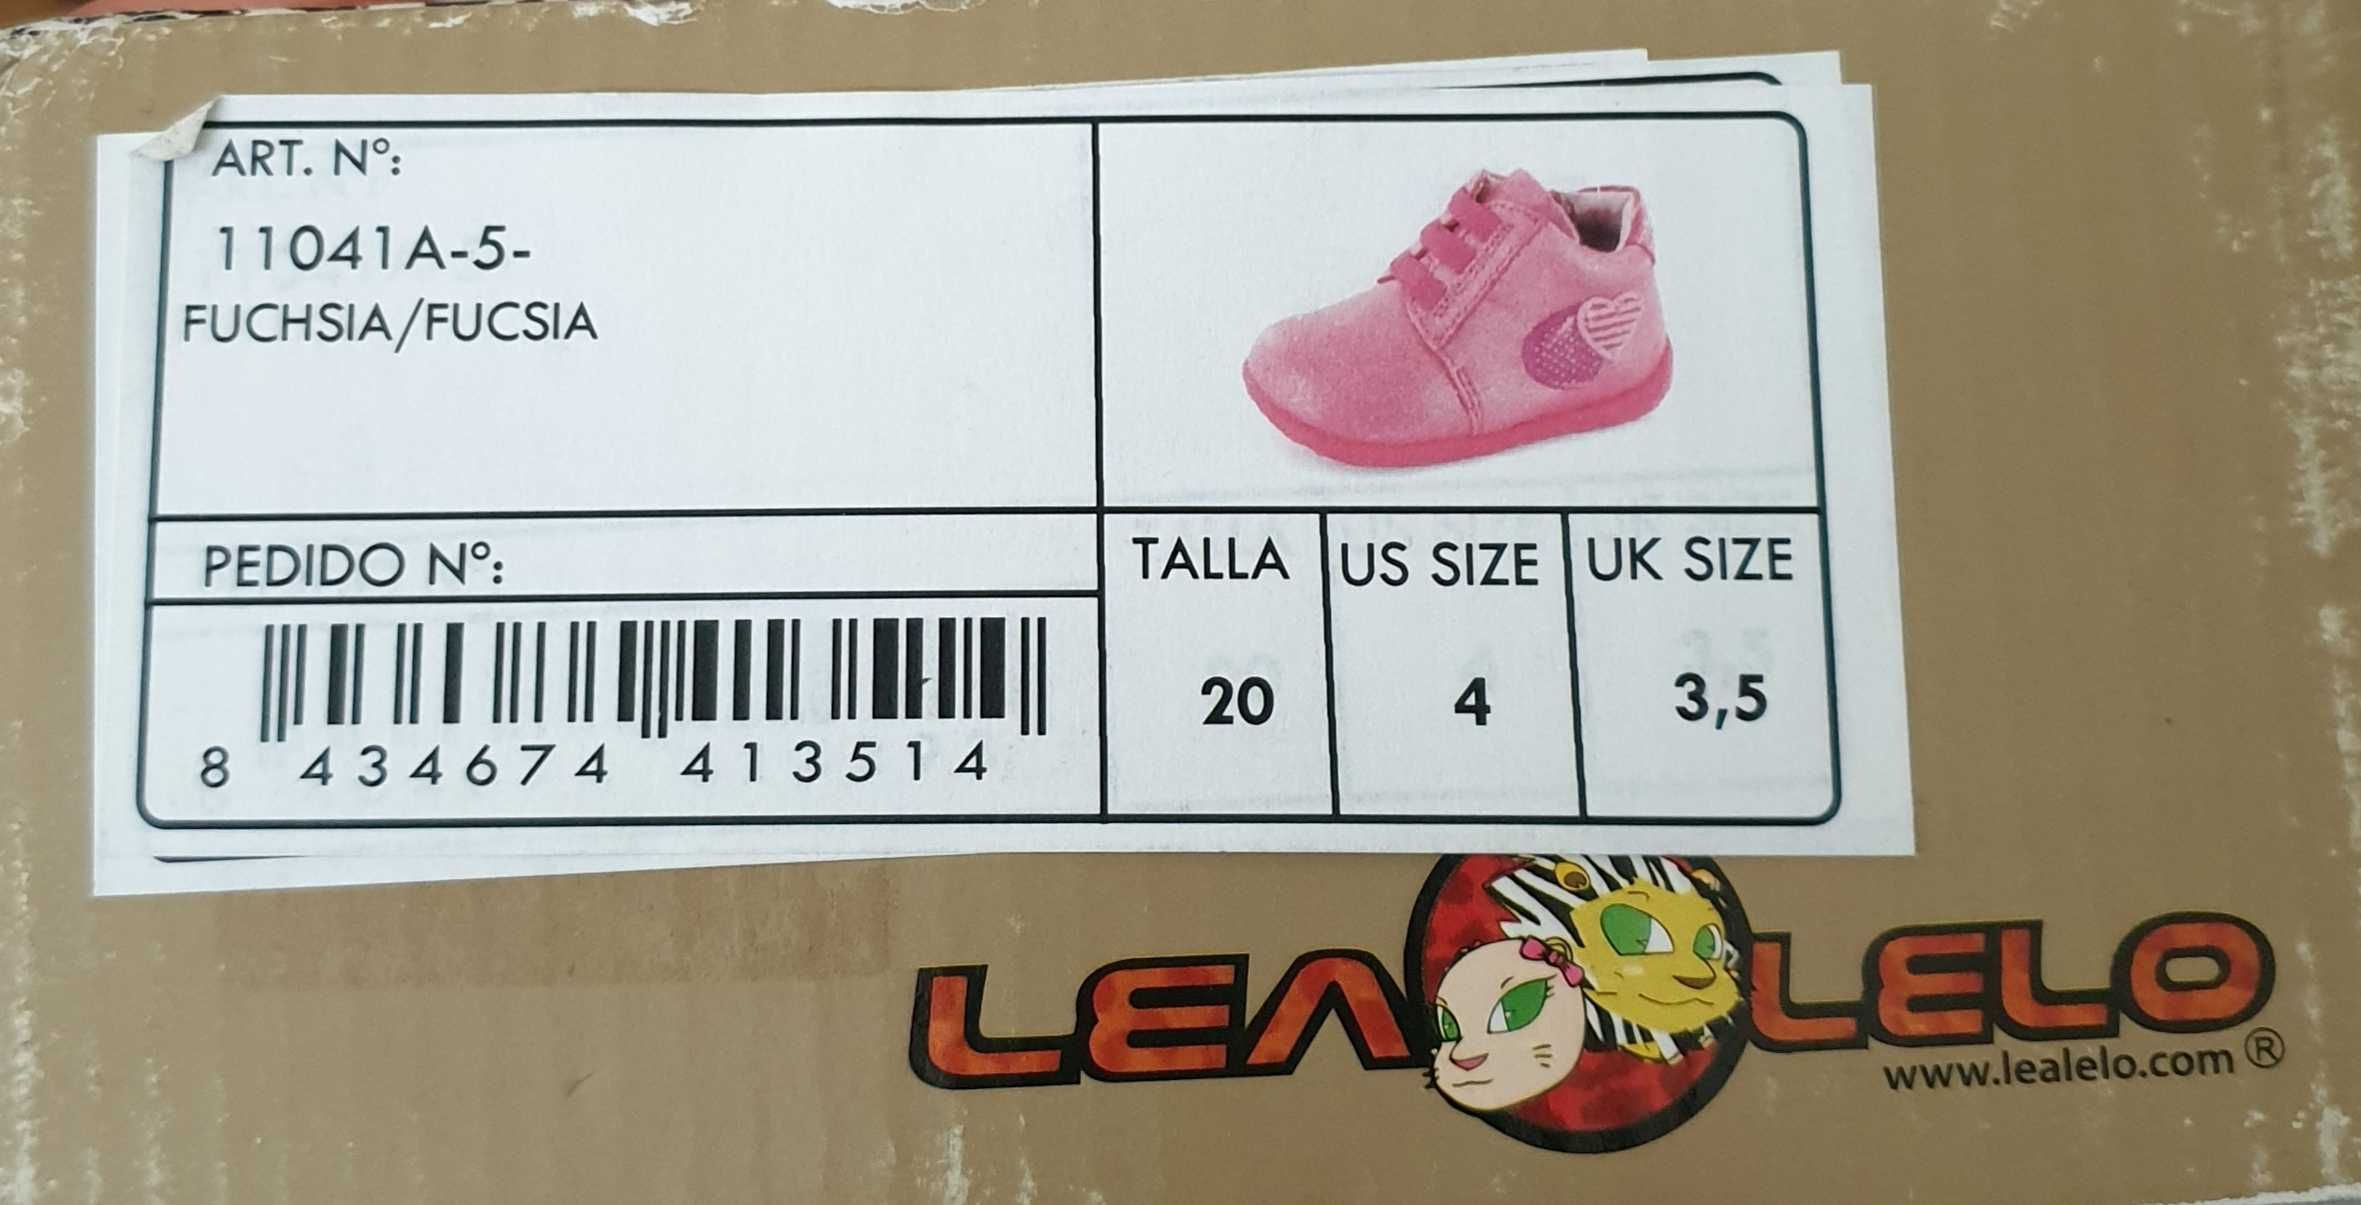 ART. Nº:
11041A-5-
FUCHSIA/FUCSIA
PEDIDO Nº:
8 434674 413514
TALLA US SIZE UK SIZE
20 4 3,5
LEA LELO
www.lealelo.com ®